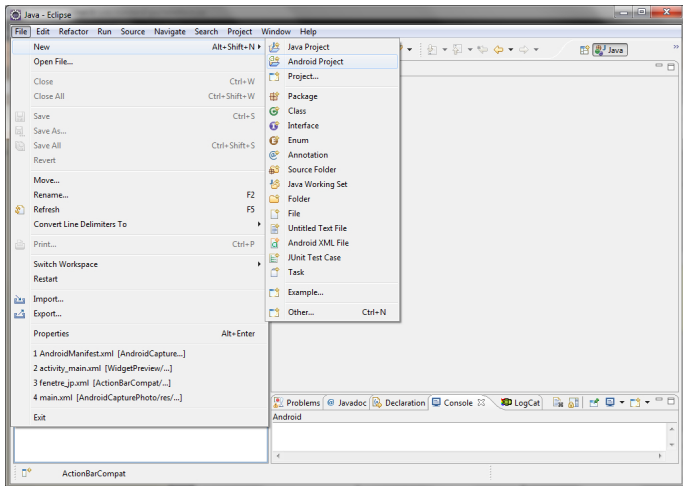 Java - Eclipse
File Edit Refactor Run Source Navigate Search Project Window Help
New Alt+Shift+N
Open File...
Close Ctrl+W
Close All Ctrl+Shift+W
Save Ctrl+S
Save As...
Save All Ctrl+Shift+S
Revert
Move...
Rename... F2
Refresh F5
Convert Line Delimiters To
Print... Ctrl+P
Switch Workspace
Restart
Import...
Export...
Properties Alt+Enter
1 AndroidManifest.xml [AndroidCapture...]
2 activity_main.xml [WidgetPreview/...]
3 fenetre_jp.xml [ActionBarCompat/...]
4 main.xml [AndroidCapturePhoto/res/...]
Exit
Java Project
Android Project
Project...
Package
Class
Interface
Enum
Annotation
Source Folder
Java Working Set
Folder
File
Untitled Text File
Android XML File
JUnit Test Case
Task
Example...
Other... Ctrl+N
Java
Problems @ Javadoc Declaration Console LogCat
Android
ActionBarCompat